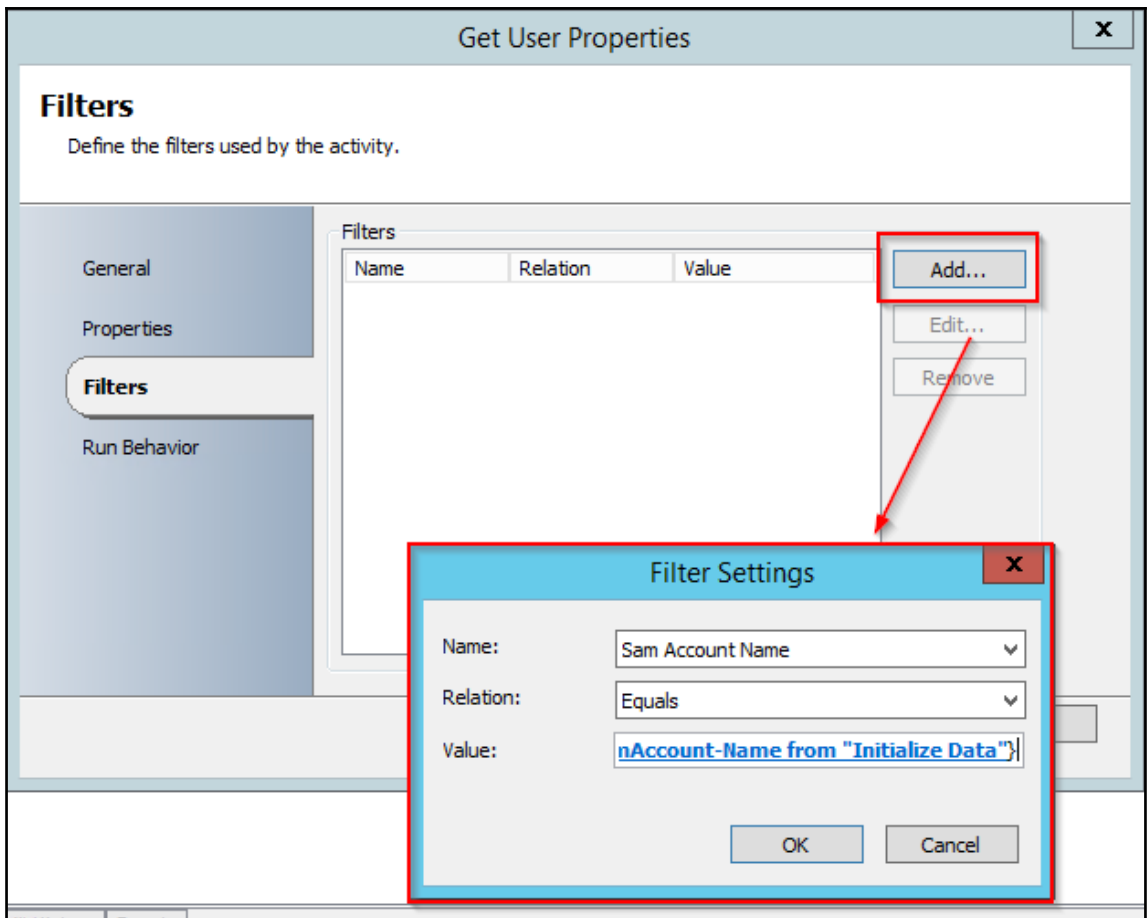 Get User Properties
x
Filters
Define the filters used by the activity.
Filters
Name Relation Value
Add...
General
Properties
Edit...
Filters
Remove
Run Behavior
Filter Settings
x
Name: Sam Account Name
Relation: Equals
Value: nAccount-Name from "Initialize Data"}
OK Cancel